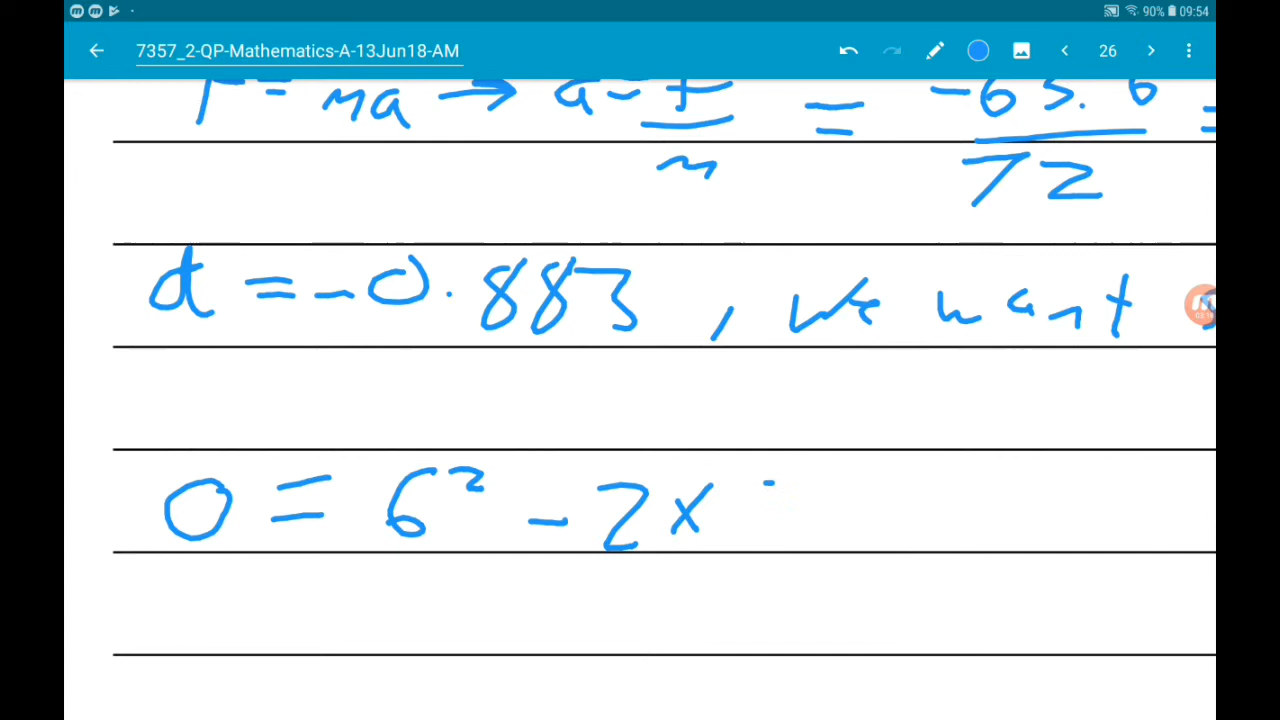 90% 09:54
7357_2-QP-Mathematics-A-13Jun18-AM 26
F = ma → a = F/m = -63.6/72 =
a = -0.883 , we want
0 = 6² - 2x